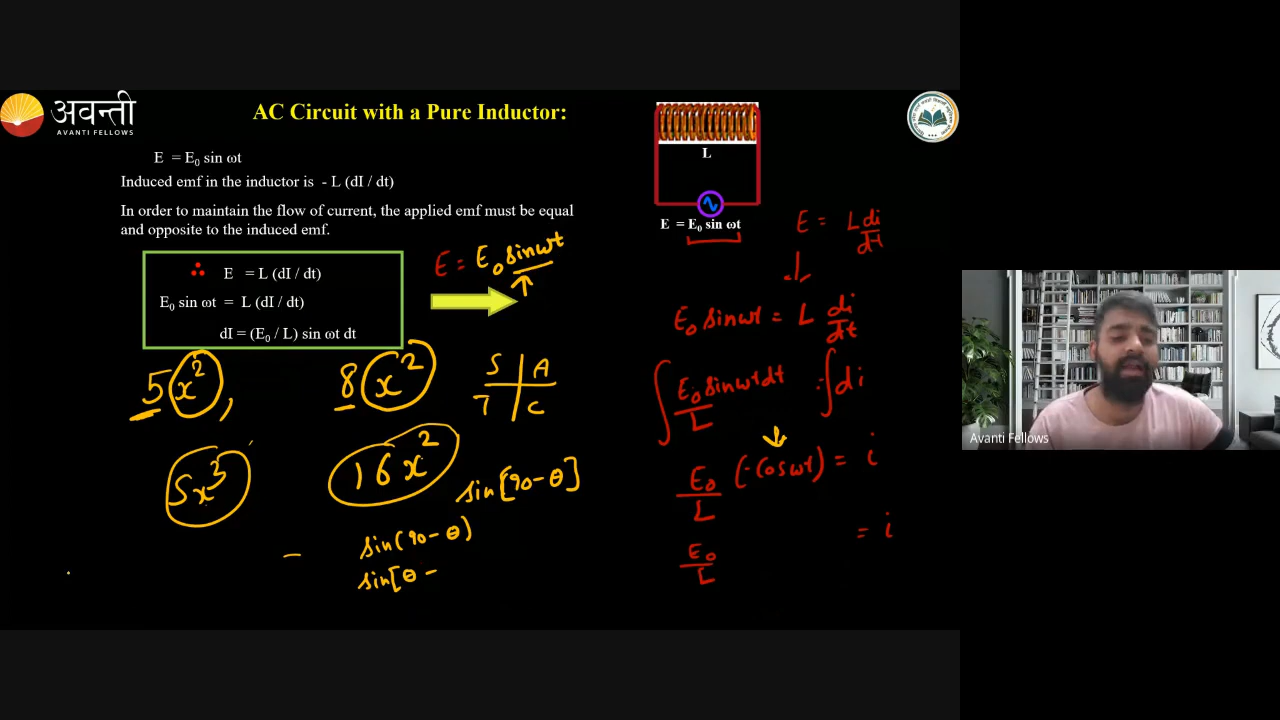 अवन्ती
AVANTI FELLOWS
AC Circuit with a Pure Inductor:
E = E₀ sin ωt
Induced emf in the inductor is - L (dI / dt)
In order to maintain the flow of current, the applied emf must be equal
and opposite to the induced emf.
∴ E = L (dI / dt)
E₀ sin ωt = L (dI / dt)
dI = (E₀ / L) sin ωt dt
E = E₀ sinωt
L
E = E₀ sin ωt
E = L di/dt
E₀ sinωt = L di/dt
∫ E₀/L sinωt dt = ∫ di
E₀/L (-cosωt) = i
E₀/L = i
5x², 8x²
S A
T C
5x³ 16x²
sin[90-θ]
- sin(90-θ)
sin[θ-
Avanti Fellows